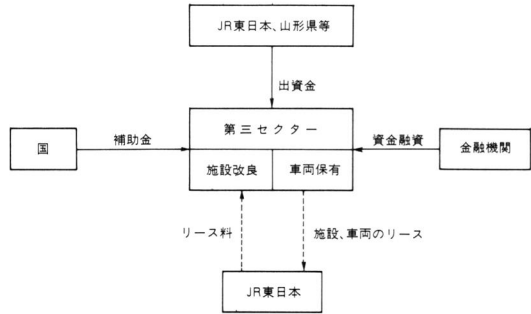 JR東日本、山形県等
出資金
第三セクター
国
補助金
資金融資
金融機関
施設改良
車両保有
リース料
施設、車両のリース
JR東日本